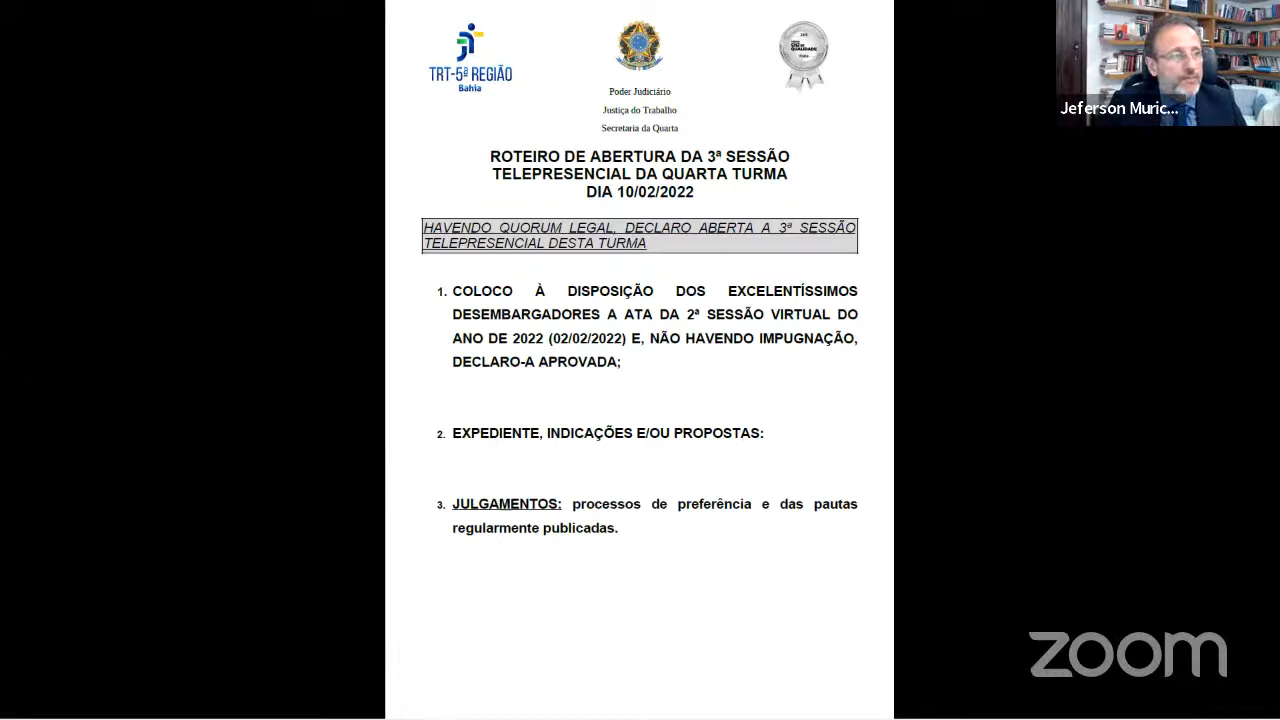 TRT-5ª REGIÃO
Bahia
Poder Judiciário
Justiça do Trabalho
Secretaria da Quarta
ROTEIRO DE ABERTURA DA 3ª SESSÃO
TELEPRESENCIAL DA QUARTA TURMA
DIA 10/02/2022
HAVENDO QUORUM LEGAL, DECLARO ABERTA A 3ª SESSÃO
TELEPRESENCIAL DESTA TURMA
1. COLOCO À DISPOSIÇÃO DOS EXCELENTÍSSIMOS
DESEMBARGADORES A ATA DA 2ª SESSÃO VIRTUAL DO
ANO DE 2022 (02/02/2022) E, NÃO HAVENDO IMPUGNAÇÃO,
DECLARO-A APROVADA;
2. EXPEDIENTE, INDICAÇÕES E/OU PROPOSTAS:
3. JULGAMENTOS: processos de preferência e das pautas
regularmente publicadas.
Jeferson Muric...
zoom